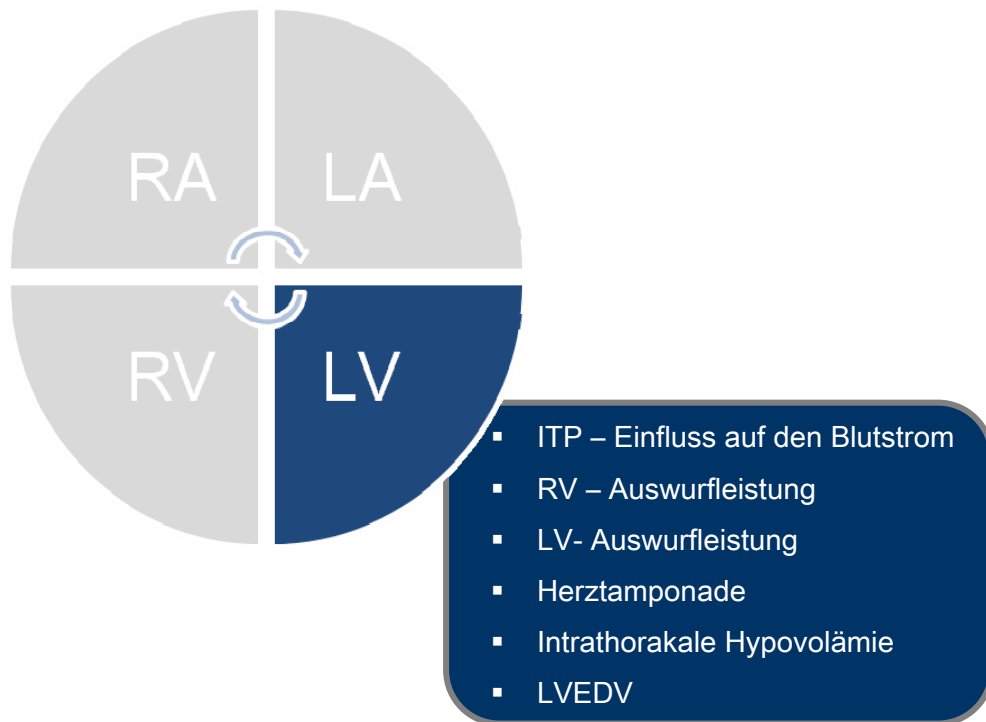 RA
LA
RV
LV
▪ ITP – Einfluss auf den Blutstrom
▪ RV – Auswurfleistung
▪ LV- Auswurfleistung
▪ Herztamponade
▪ Intrathorakale Hypovolämie
▪ LVEDV